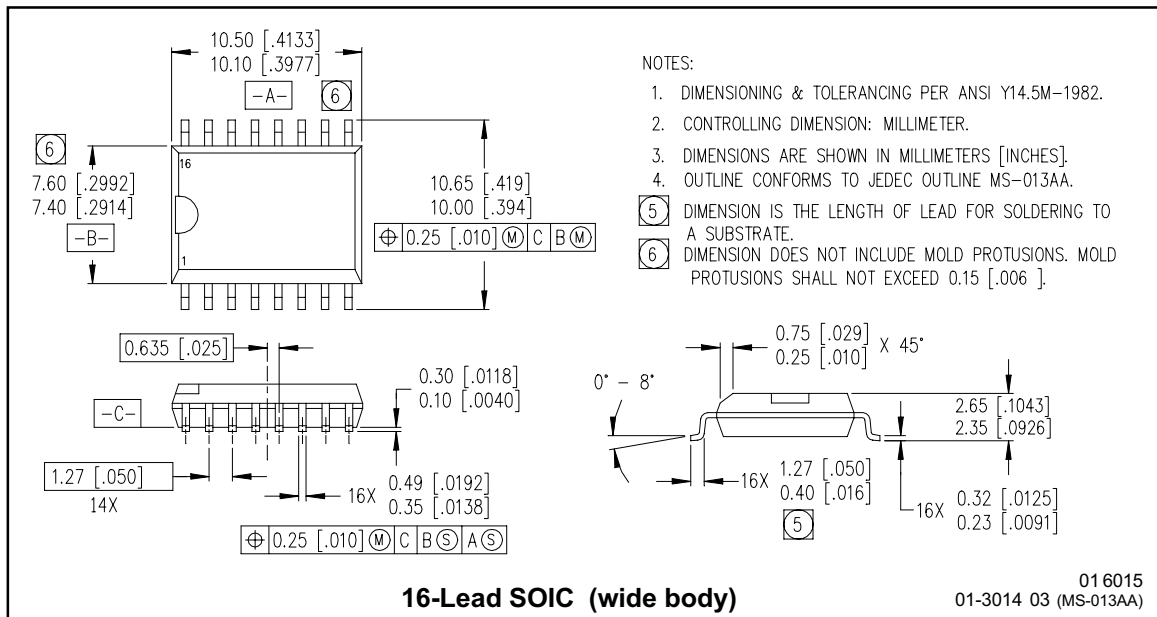 10.50 [.4133]
10.10 [.3977]
-A-
6
6
7.60 [.2992]
7.40 [.2914]
-B-
16
1
10.65 [.419]
10.00 [.394]
⌖ 0.25 [.010] Ⓜ C B Ⓜ
NOTES:
1. DIMENSIONING & TOLERANCING PER ANSI Y14.5M-1982.
2. CONTROLLING DIMENSION: MILLIMETER.
3. DIMENSIONS ARE SHOWN IN MILLIMETERS [INCHES].
4. OUTLINE CONFORMS TO JEDEC OUTLINE MS-013AA.
5 DIMENSION IS THE LENGTH OF LEAD FOR SOLDERING TO
A SUBSTRATE.
6 DIMENSION DOES NOT INCLUDE MOLD PROTUSIONS. MOLD
PROTUSIONS SHALL NOT EXCEED 0.15 [.006 ].
0.635 [.025]
-C-
0.30 [.0118]
0.10 [.0040]
1.27 [.050]
14X
16X 0.49 [.0192]
0.35 [.0138]
⌖ 0.25 [.010] Ⓜ C B Ⓢ A Ⓢ
0.75 [.029]
0.25 [.010] X 45°
0° - 8°
2.65 [.1043]
2.35 [.0926]
16X 1.27 [.050]
0.40 [.016]
5
16X 0.32 [.0125]
0.23 [.0091]
16-Lead SOIC (wide body)
01 6015
01-3014 03 (MS-013AA)